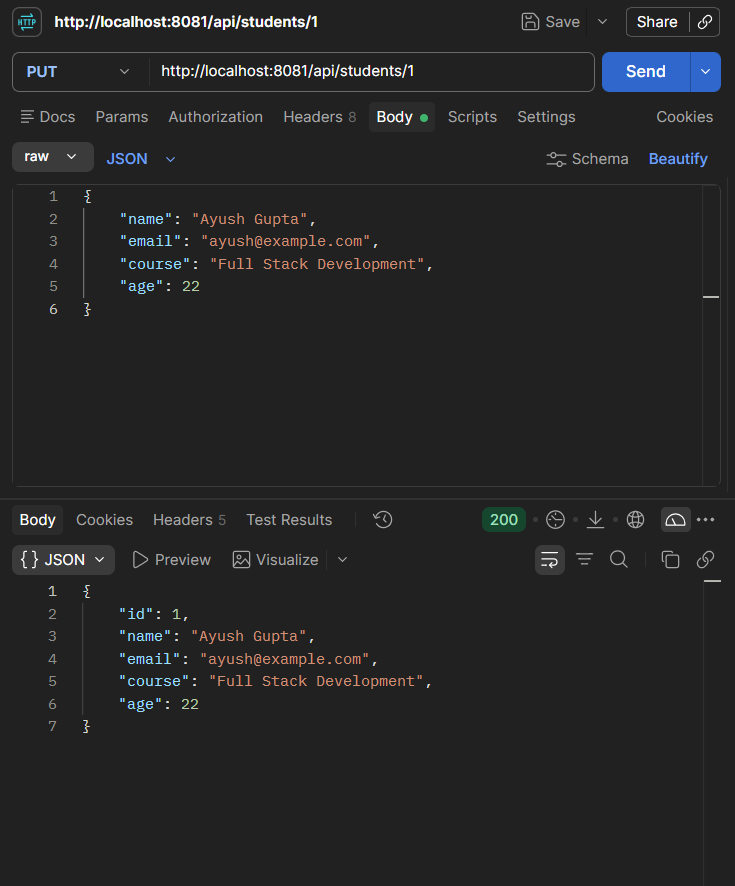 HTTP http://localhost:8081/api/students/1 Save Share
PUT http://localhost:8081/api/students/1 Send
Docs Params Authorization Headers 8 Body Scripts Settings Cookies
raw JSON Schema Beautify
1 {
2 "name": "Ayush Gupta",
3 "email": "ayush@example.com",
4 "course": "Full Stack Development",
5 "age": 22
6 }
Body Cookies Headers 5 Test Results 200
{} JSON Preview Visualize
1 {
2 "id": 1,
3 "name": "Ayush Gupta",
4 "email": "ayush@example.com",
5 "course": "Full Stack Development",
6 "age": 22
7 }